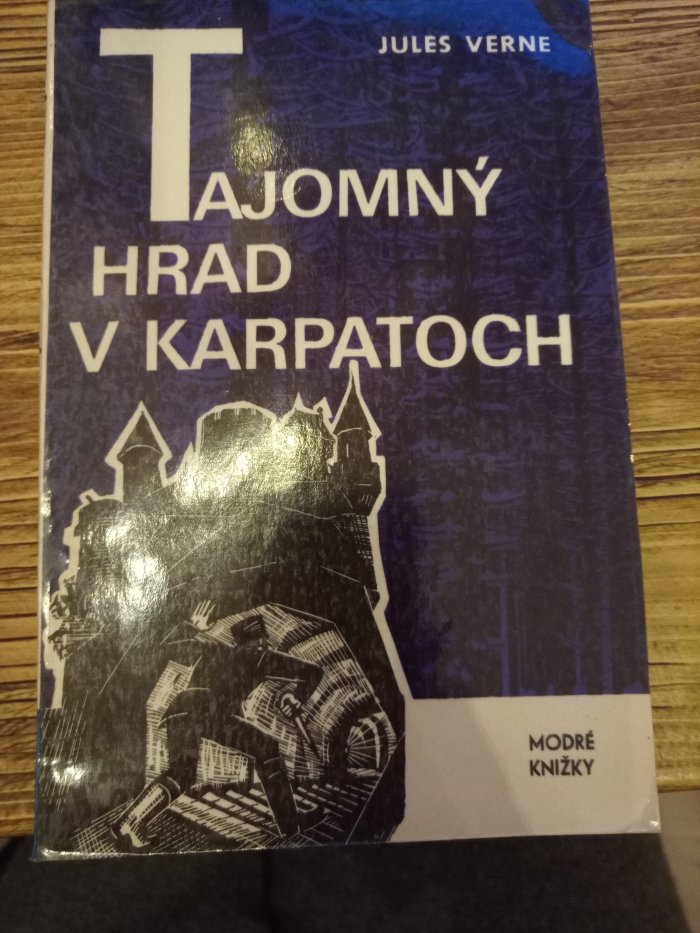 JULES VERNE
TAJOMNÝ
HRAD
V KARPATOCH
MODRÉ
KNIŽKY